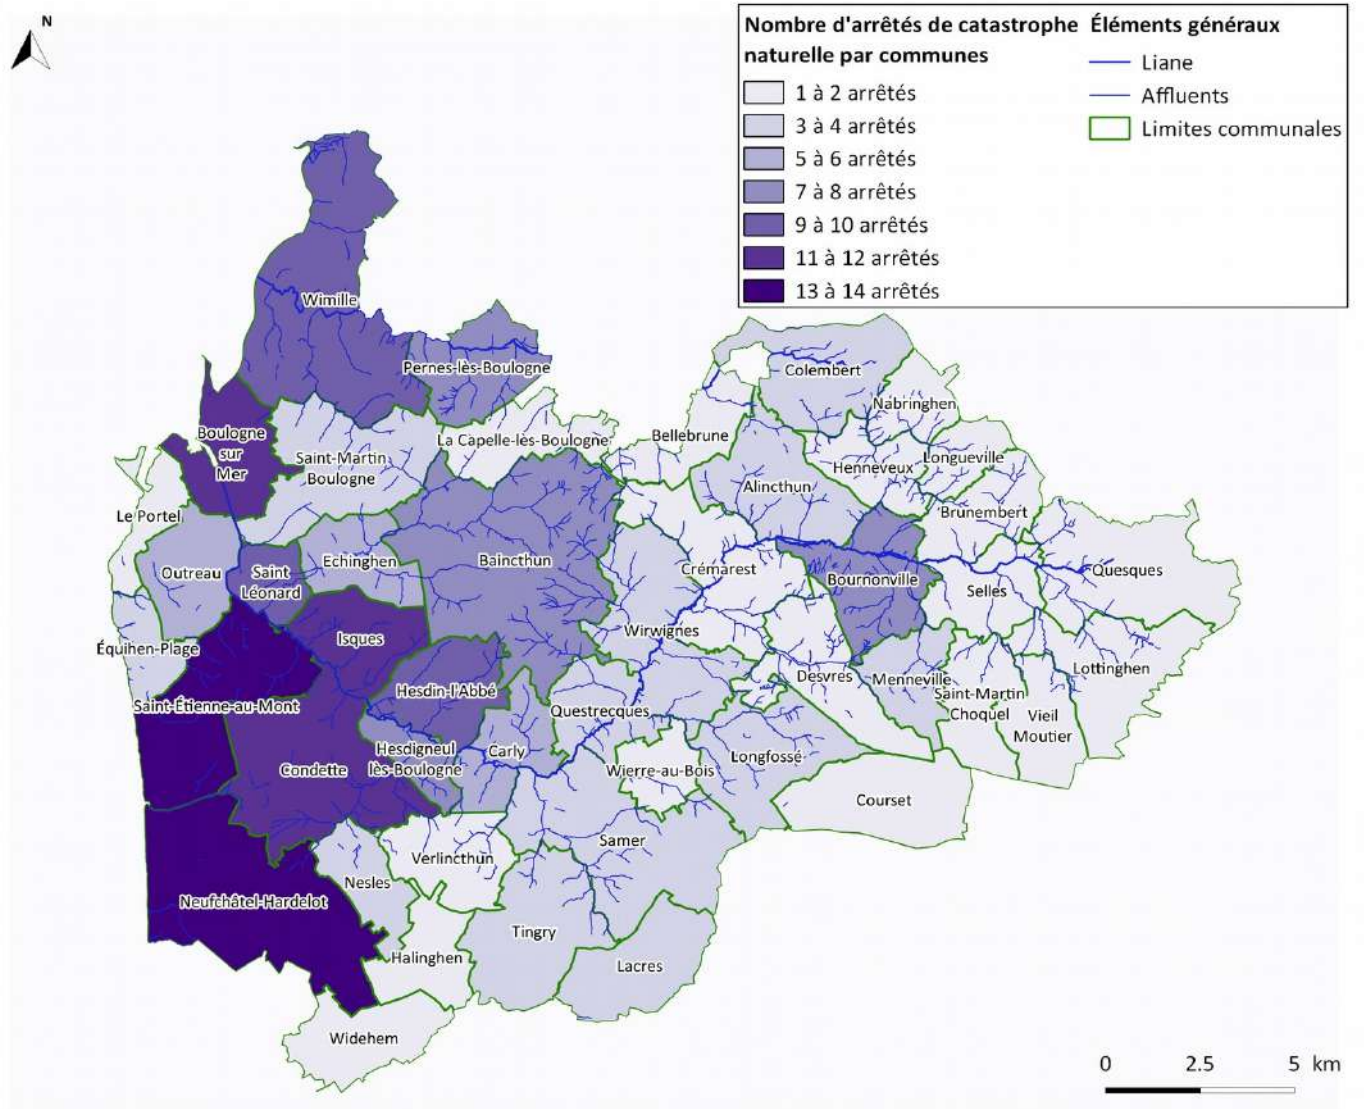 N
Nombre d'arrêtés de catastrophe
naturelle par communes
1 à 2 arrêtés
3 à 4 arrêtés
5 à 6 arrêtés
7 à 8 arrêtés
9 à 10 arrêtés
11 à 12 arrêtés
13 à 14 arrêtés
Éléments généraux
Liane
Affluents
Limites communales
Wimille
Pernes-lès-Boulogne
Colembert
Nabringhen
Boulogne
sur
Mer
La Capelle-lès-Boulogne
Bellebrune
Saint-Martin
Boulogne
Henneveux
Longueville
Alincthun
Le Portel
Brunembert
Echinghen
Baincthun
Outreau
Saint
Léonard
Crémarest
Bournonville
Quesques
Selles
Isques
Wirwignes
Équihen-Plage
Lottinghen
Desvres
Menneville
Hesdin-l'Abbé
Saint-Martin
Choquel
Saint-Étienne-au-Mont
Questrecques
Vieil
Moutier
Hesdigneul
lès-Boulogne
Carly
Longfossé
Condette
Wierre-au-Bois
Courset
Samer
Verlincthun
Nesles
Neufchâtel-Hardelot
Tingry
Halinghen
Lacres
Widehem
0 2.5 5 km